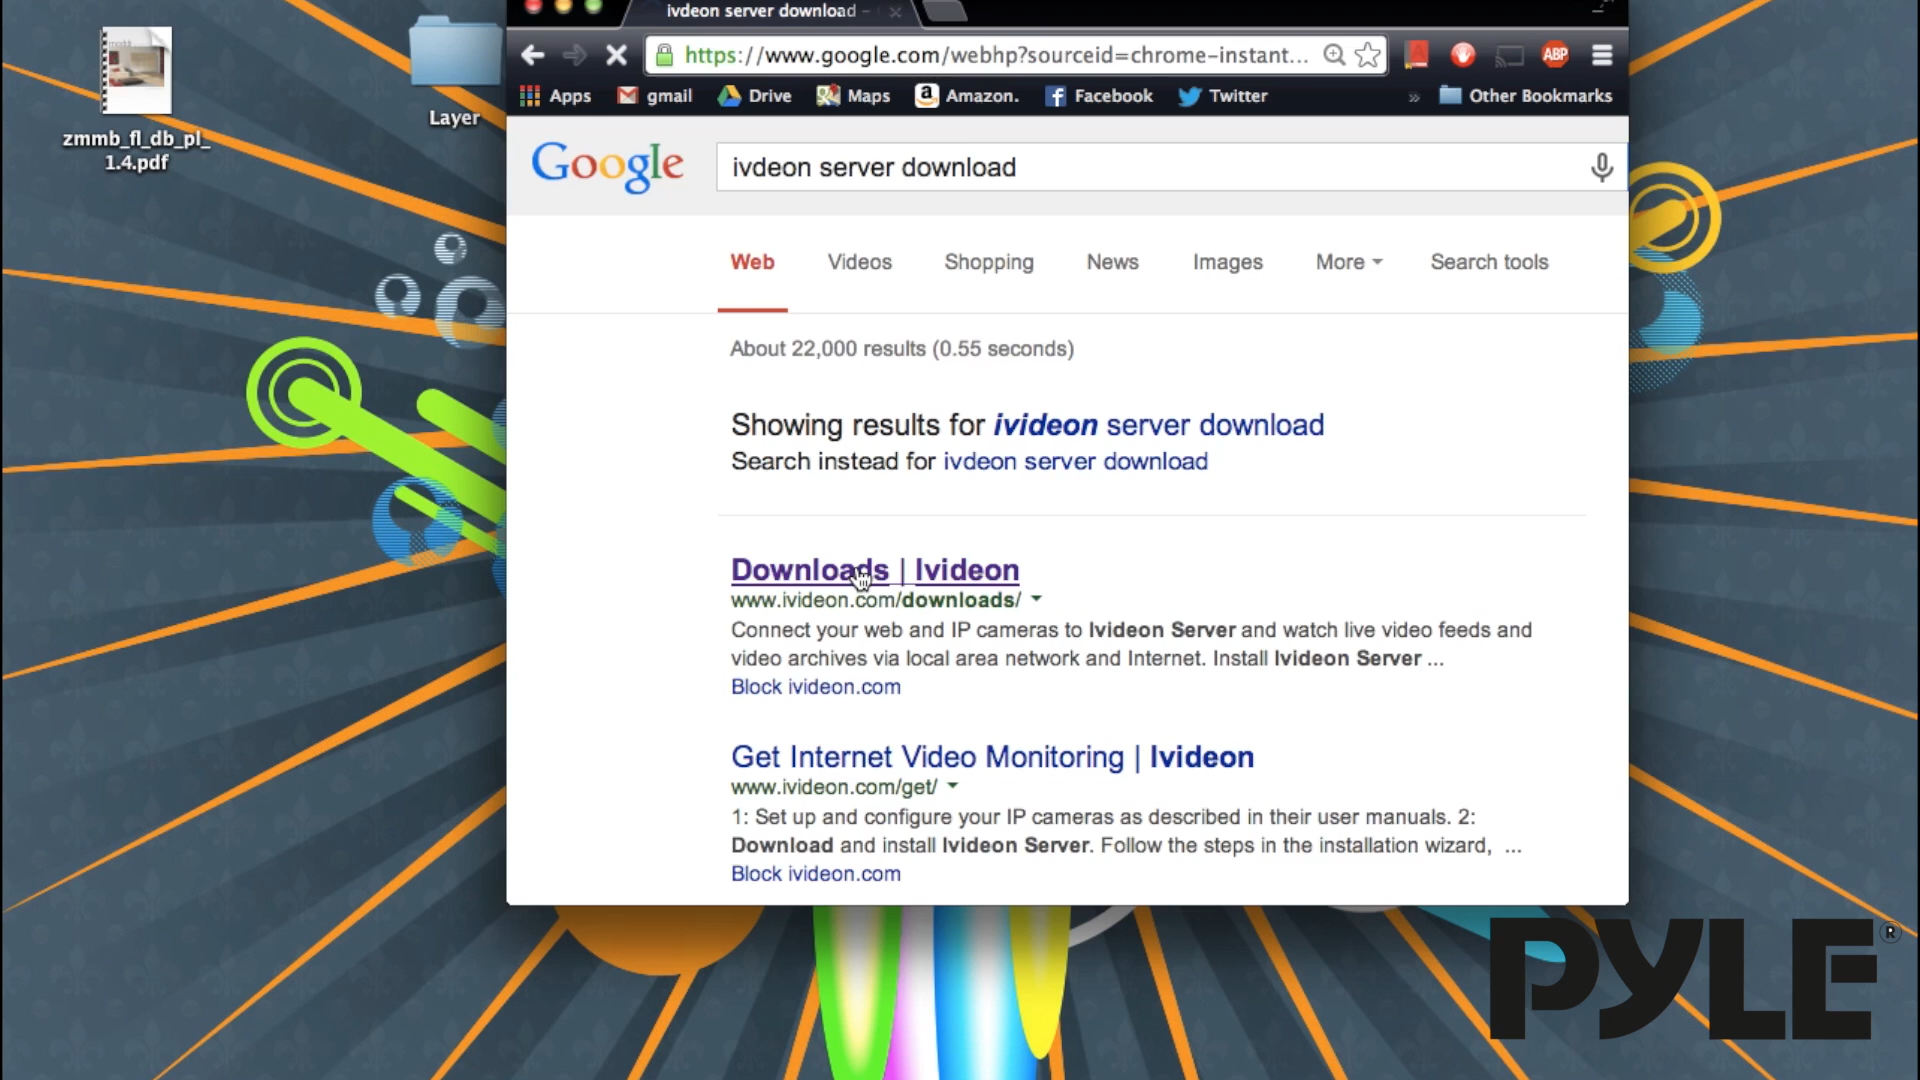 zmmb_fl_db_pl_
1.4.pdf
Layer
ivdeon server download –
https://www.google.com/webhp?sourceid=chrome-instant...
ABP
Apps gmail Drive Maps Amazon. Facebook Twitter » Other Bookmarks
Google ivdeon server download
Web Videos Shopping News Images More Search tools
About 22,000 results (0.55 seconds)
Showing results for ivideon server download
Search instead for ivdeon server download
Downloads | Ivideon
www.ivideon.com/downloads/
Connect your web and IP cameras to Ivideon Server and watch live video feeds and
video archives via local area network and Internet. Install Ivideon Server ...
Block ivideon.com
Get Internet Video Monitoring | Ivideon
www.ivideon.com/get/
1: Set up and configure your IP cameras as described in their user manuals. 2:
Download and install Ivideon Server. Follow the steps in the installation wizard, ...
Block ivideon.com
PYLE®